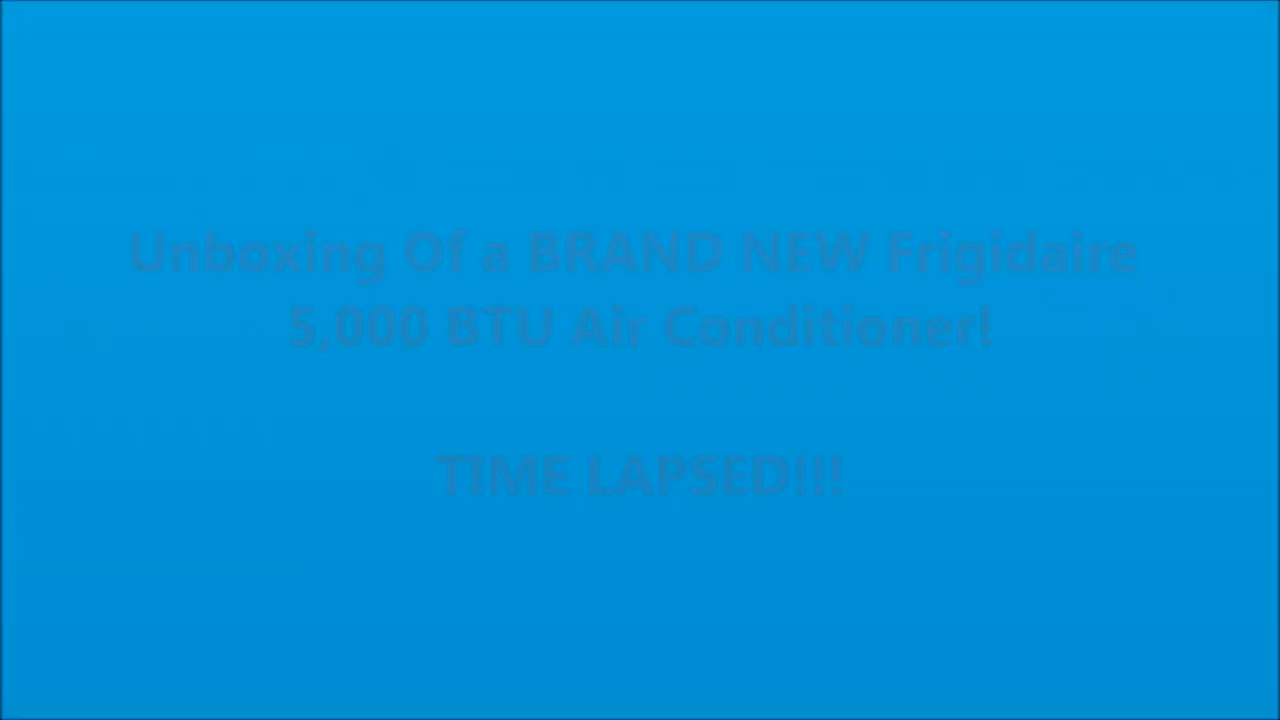 Unboxing Of a BRAND NEW Frigidaire
5,000 BTU Air Conditioner!
TIME LAPSED!!!